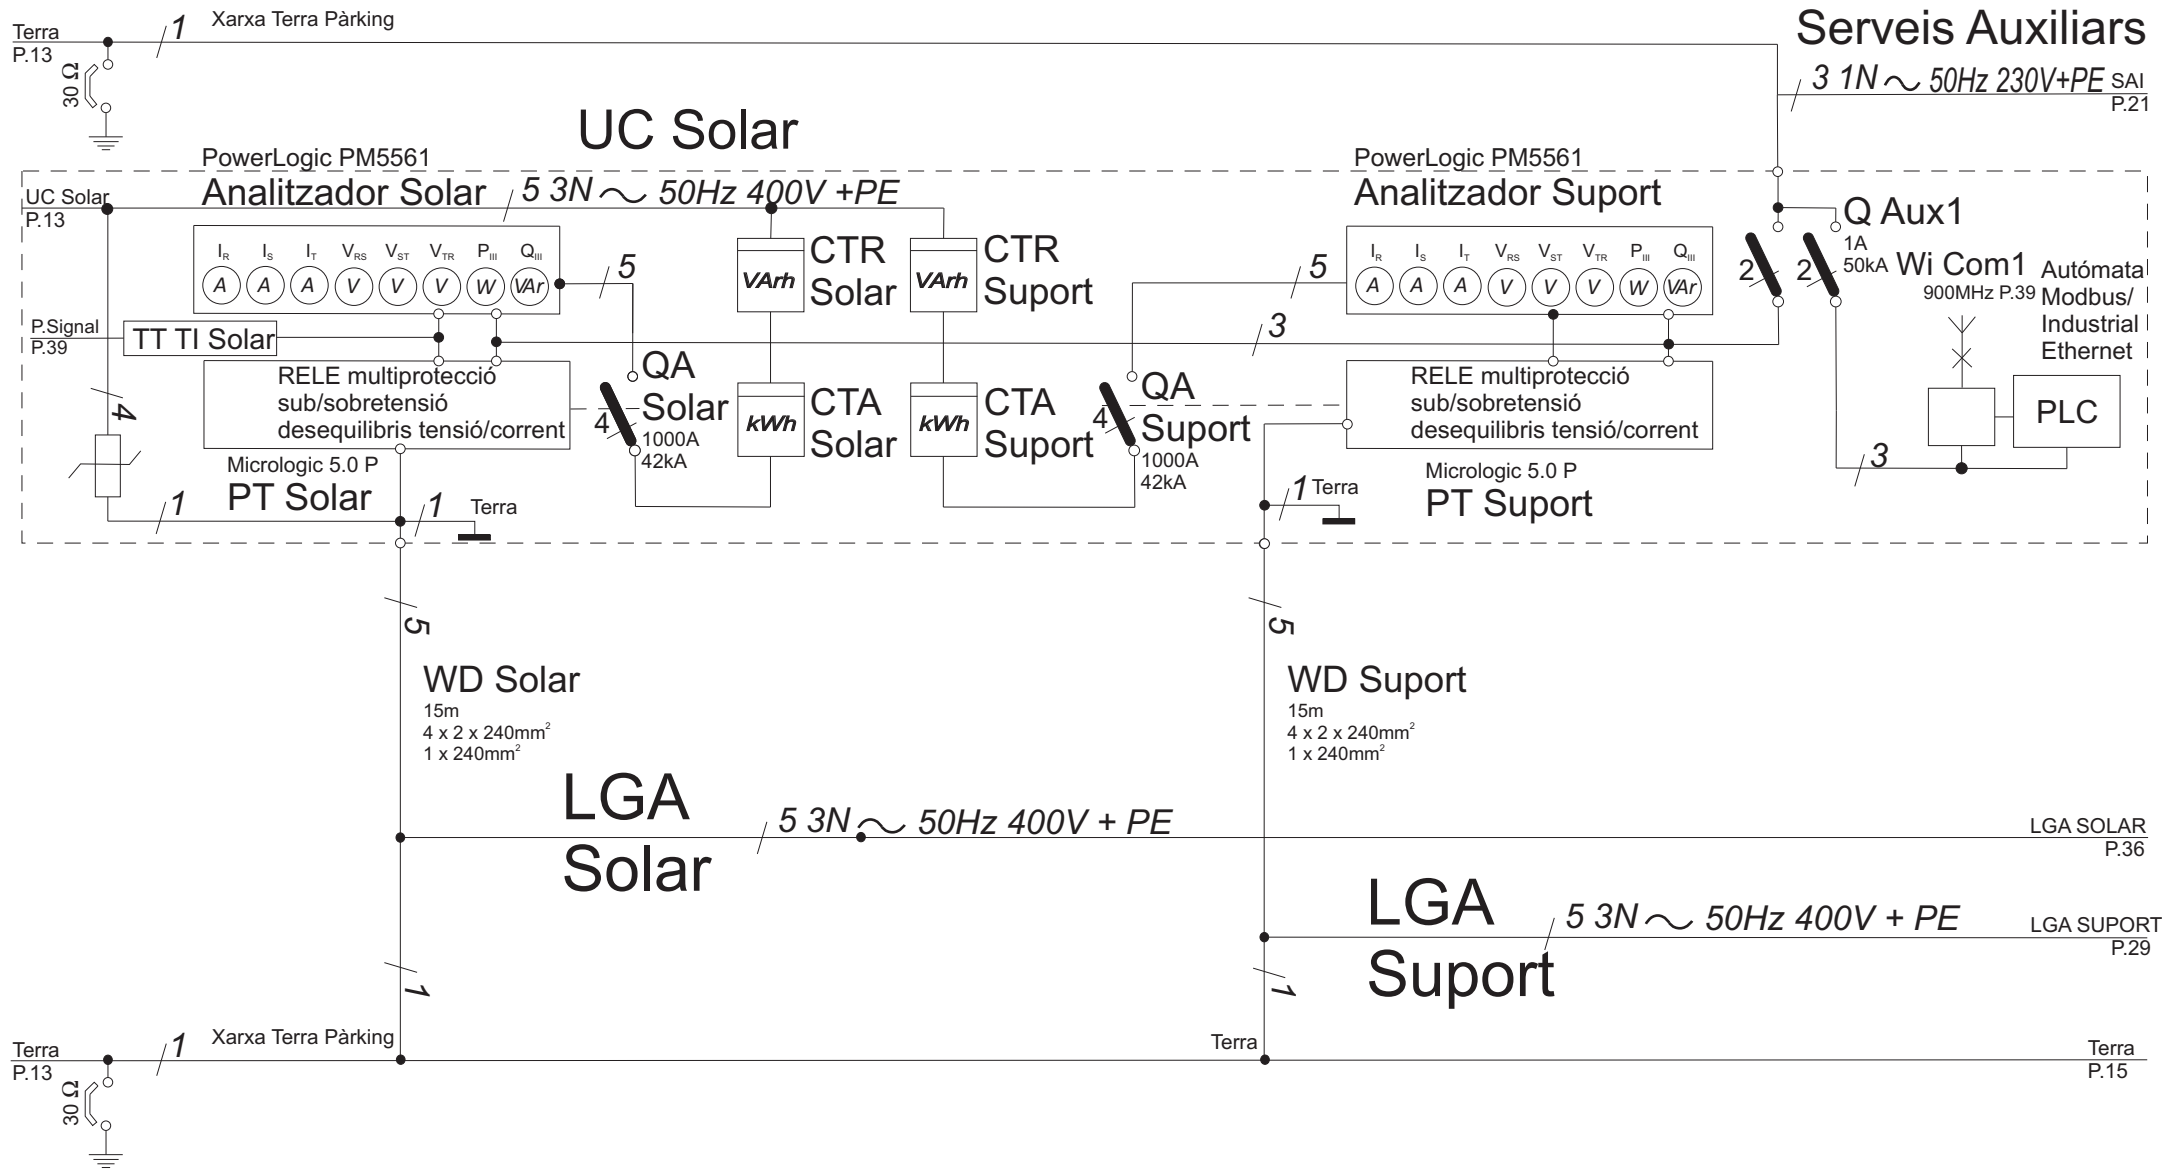 Terra
P.13
1
Xarxa Terra Pàrking
30 Ω
Serveis Auxiliars
3 1N ~ 50Hz 230V+PE
SAI
P.21
UC Solar
PowerLogic PM5561
Analitzador Solar
5 3N ~ 50Hz 400V +PE
UC Solar
P.13
I_R I_S I_T V_RS V_ST V_TR P_III Q_III
A A A V V V W VAr
5
P.Signal
P.39
TT TI Solar
RELE multiprotecció
sub/sobretensió
desequilibris tensió/corrent
Micrologic 5.0 P
PT Solar
4
1
1
Terra
QA
Solar
4
1000A
42kA
VArh
CTR
Solar
kWh
CTA
Solar
VArh
CTR
Suport
kWh
CTA
Suport
QA
Suport
4
1000A
42kA
PowerLogic PM5561
Analitzador Suport
5
I_R I_S I_T V_RS V_ST V_TR P_III Q_III
A A A V V V W VAr
3
RELE multiprotecció
sub/sobretensió
desequilibris tensió/corrent
Micrologic 5.0 P
PT Suport
1
Terra
2
2
Q Aux1
1A
50kA
Wi Com1
900MHz P.39
Autómata
Modbus/
Industrial
Ethernet
PLC
3
5
WD Solar
15m
4 x 2 x 240mm²
1 x 240mm²
5
WD Suport
15m
4 x 2 x 240mm²
1 x 240mm²
LGA
Solar
5 3N ~ 50Hz 400V + PE
LGA SOLAR
P.36
LGA
Suport
5 3N ~ 50Hz 400V + PE
LGA SUPORT
P.29
1
1
Terra
P.13
1
Xarxa Terra Pàrking
30 Ω
Terra
Terra
P.15